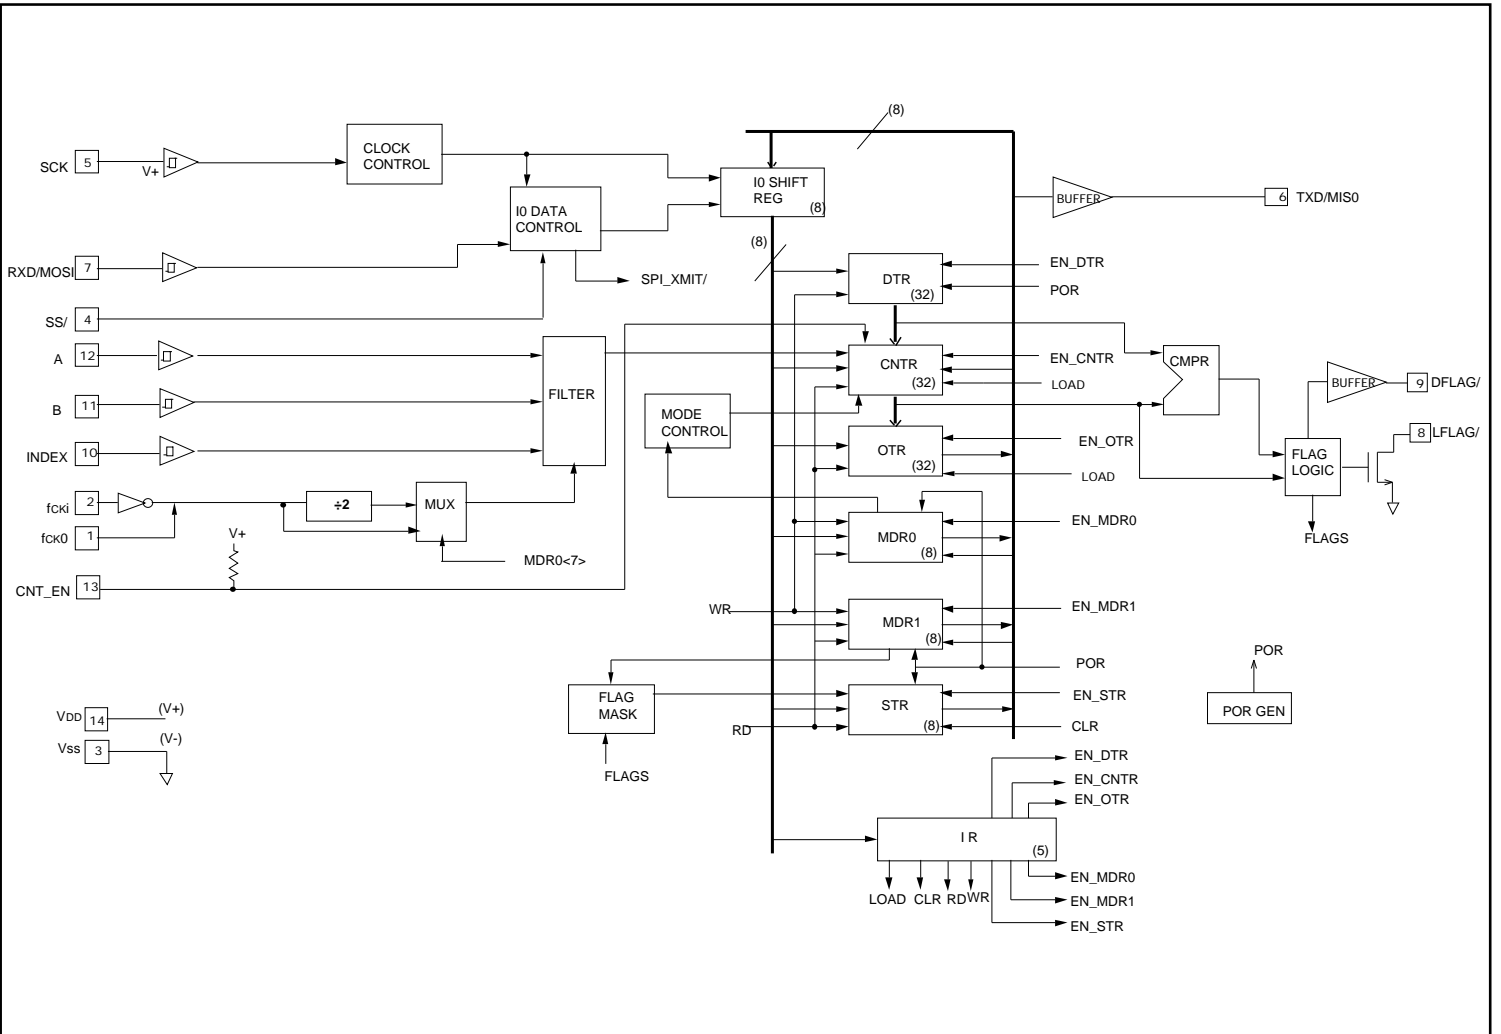 (8)
SCK 5
V+
CLOCK
CONTROL
I0 SHIFT
REG
(8)
BUFFER
6 TXD/MIS0
I0 DATA
CONTROL
(8)
RXD/MOSI 7
SPI_XMIT/
DTR
(32)
EN_DTR
POR
SS/ 4
A 12
B 11
INDEX 10
FILTER
CNTR
(32)
EN_CNTR
LOAD
CMPR
BUFFER
9 DFLAG/
MODE
CONTROL
OTR
(32)
EN_OTR
LOAD
8 LFLAG/
FLAG
LOGIC
FLAGS
fCKi 2
fCK0 1
÷2
MUX
MDR0<7>
V+
CNT_EN 13
MDR0
(8)
EN_MDR0
WR
MDR1
(8)
EN_MDR1
POR
FLAG
MASK
FLAGS
STR
(8)
EN_STR
RD
CLR
POR
POR GEN
VDD 14 (V+)
Vss 3 (V-)
EN_DTR
EN_CNTR
EN_OTR
I R
(5)
LOAD CLR RD WR
EN_MDR0
EN_MDR1
EN_STR